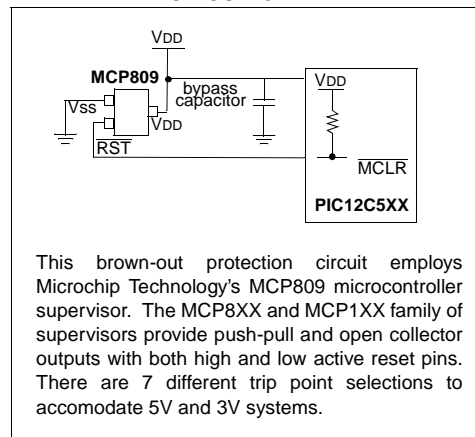 VDD
MCP809
Vss
bypass
capacitor
VDD
RST
VDD
MCLR
PIC12C5XX
This brown-out protection circuit employs
Microchip Technology's MCP809 microcontroller
supervisor. The MCP8XX and MCP1XX family of
supervisors provide push-pull and open collector
outputs with both high and low active reset pins.
There are 7 different trip point selections to
accomodate 5V and 3V systems.